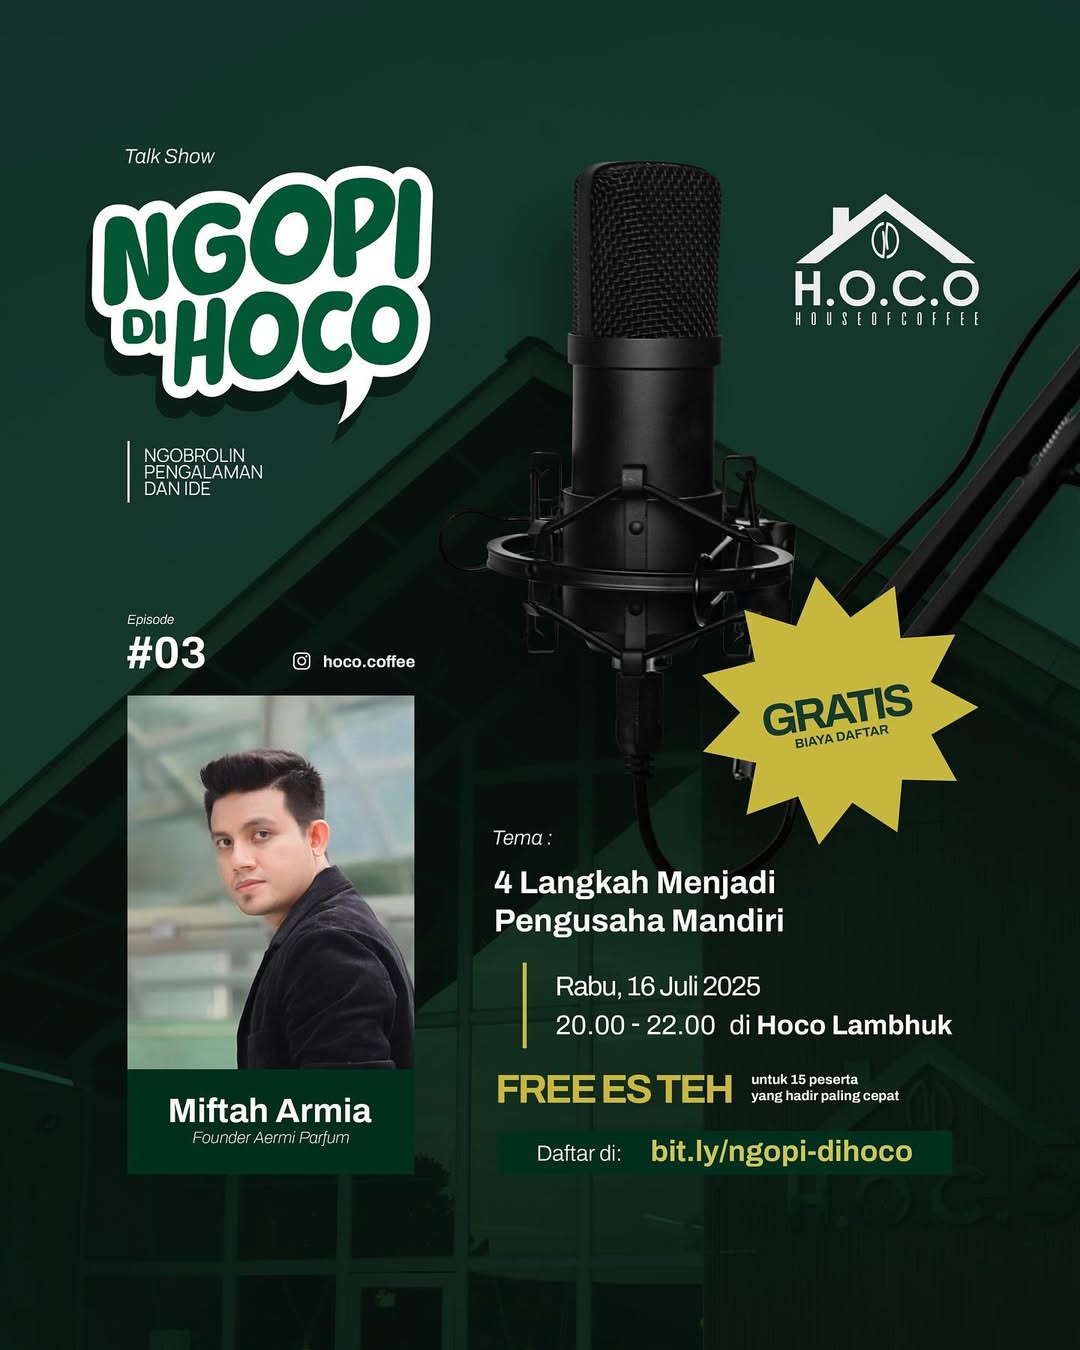 Talk Show
NGOPI
DI HOCO
NGOBROLIN
PENGALAMAN
DAN IDE
H.O.C.O
HOUSEOFCOFFEE
Episode
#03
hoco.coffee
GRATIS
BIAYA DAFTAR
Miftah Armia
Founder Aermi Parfum
Tema :
4 Langkah Menjadi
Pengusaha Mandiri
Rabu, 16 Juli 2025
20.00 - 22.00 di Hoco Lambhuk
FREE ES TEH
untuk 15 peserta
yang hadir paling cepat
Daftar di: bit.ly/ngopi-dihoco
H.O.C.O